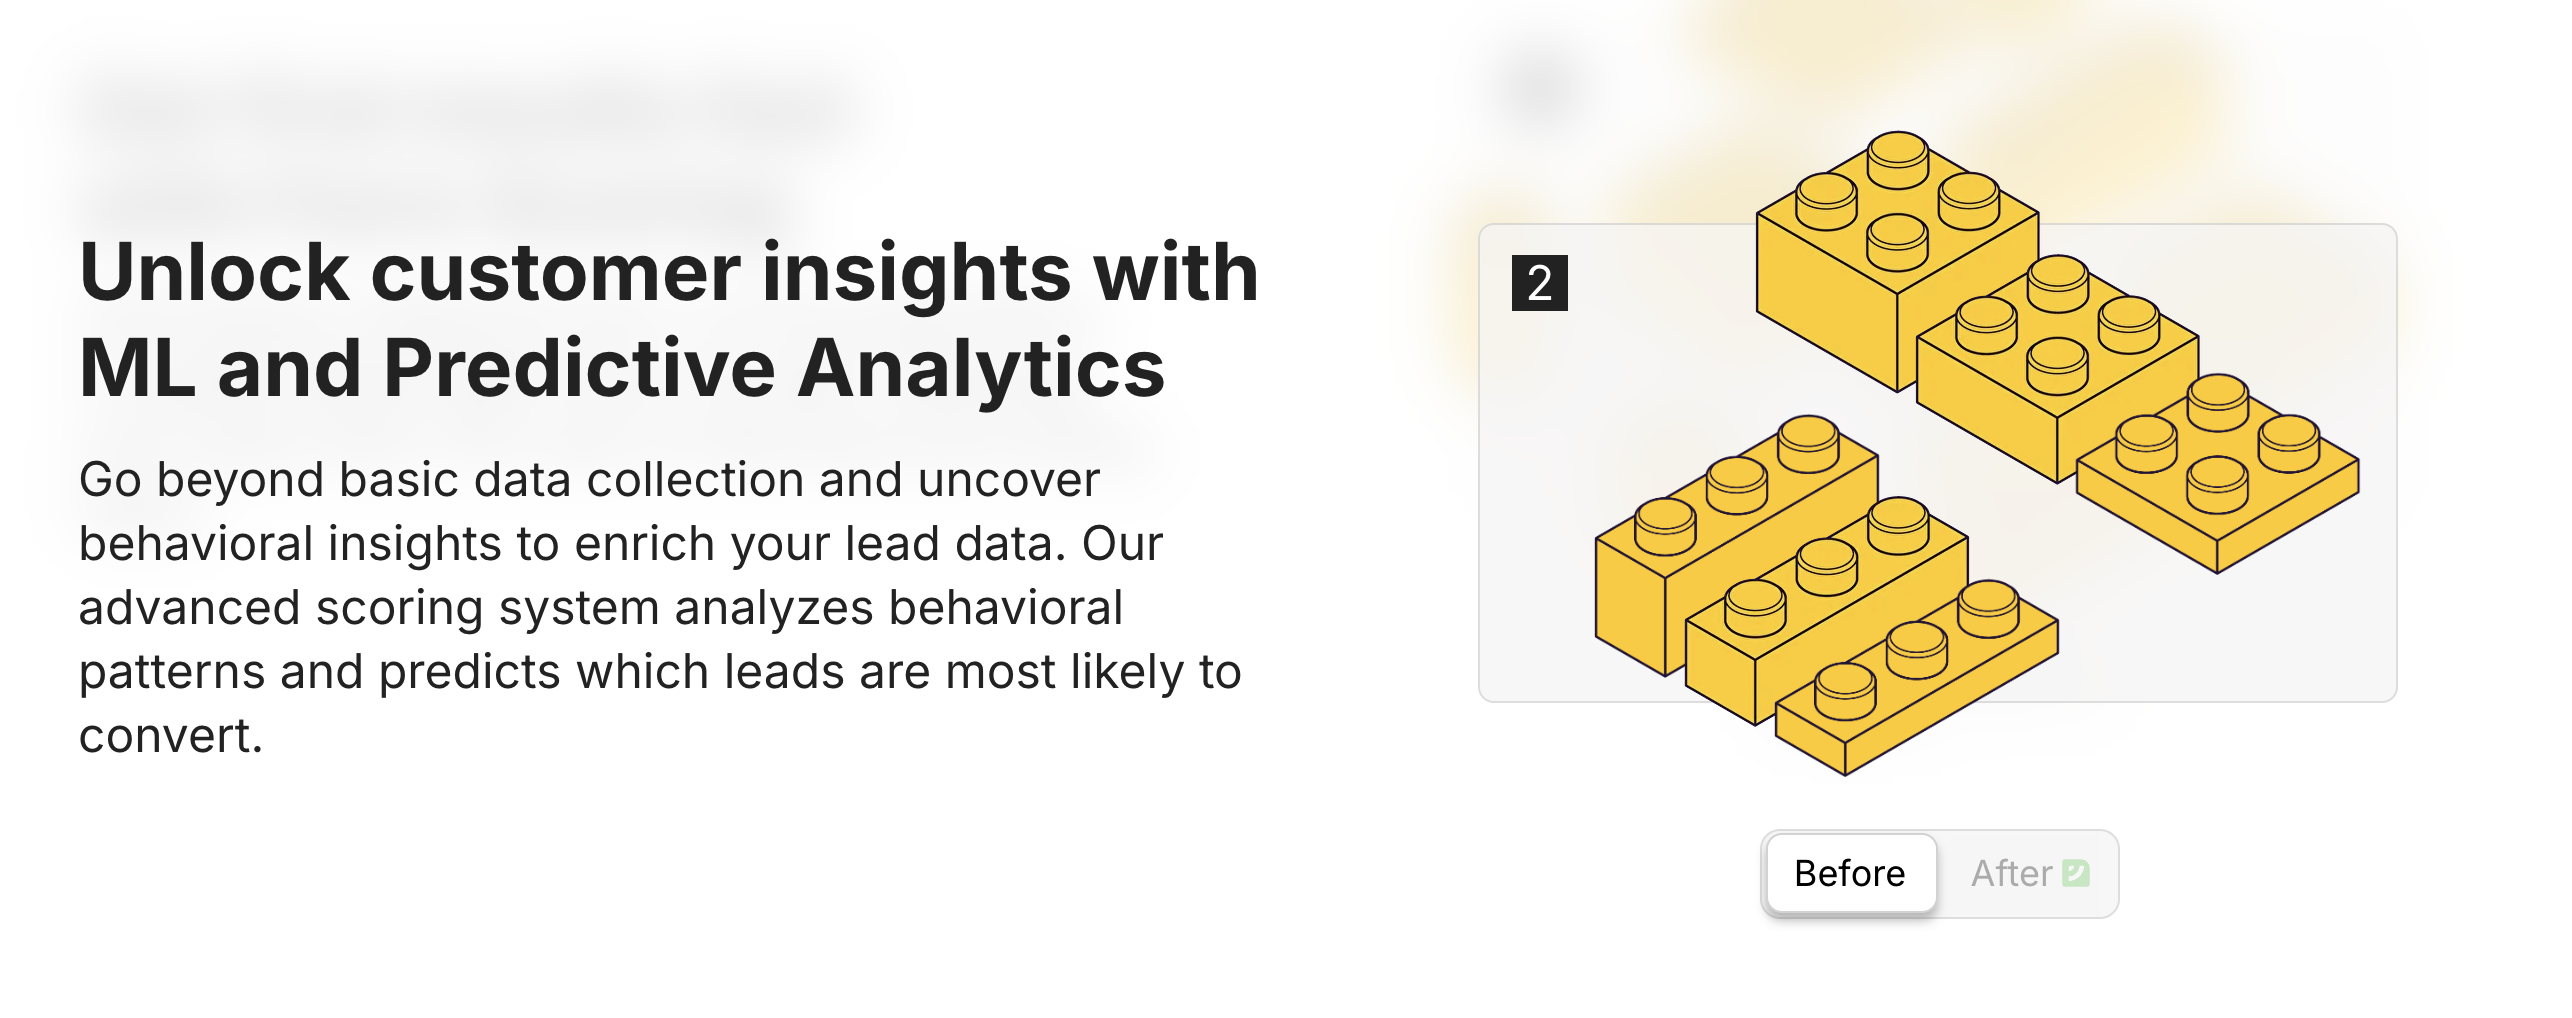 Unlock customer insights with
ML and Predictive Analytics
Go beyond basic data collection and uncover
behavioral insights to enrich your lead data. Our
advanced scoring system analyzes behavioral
patterns and predicts which leads are most likely to
convert.
2
Before
After